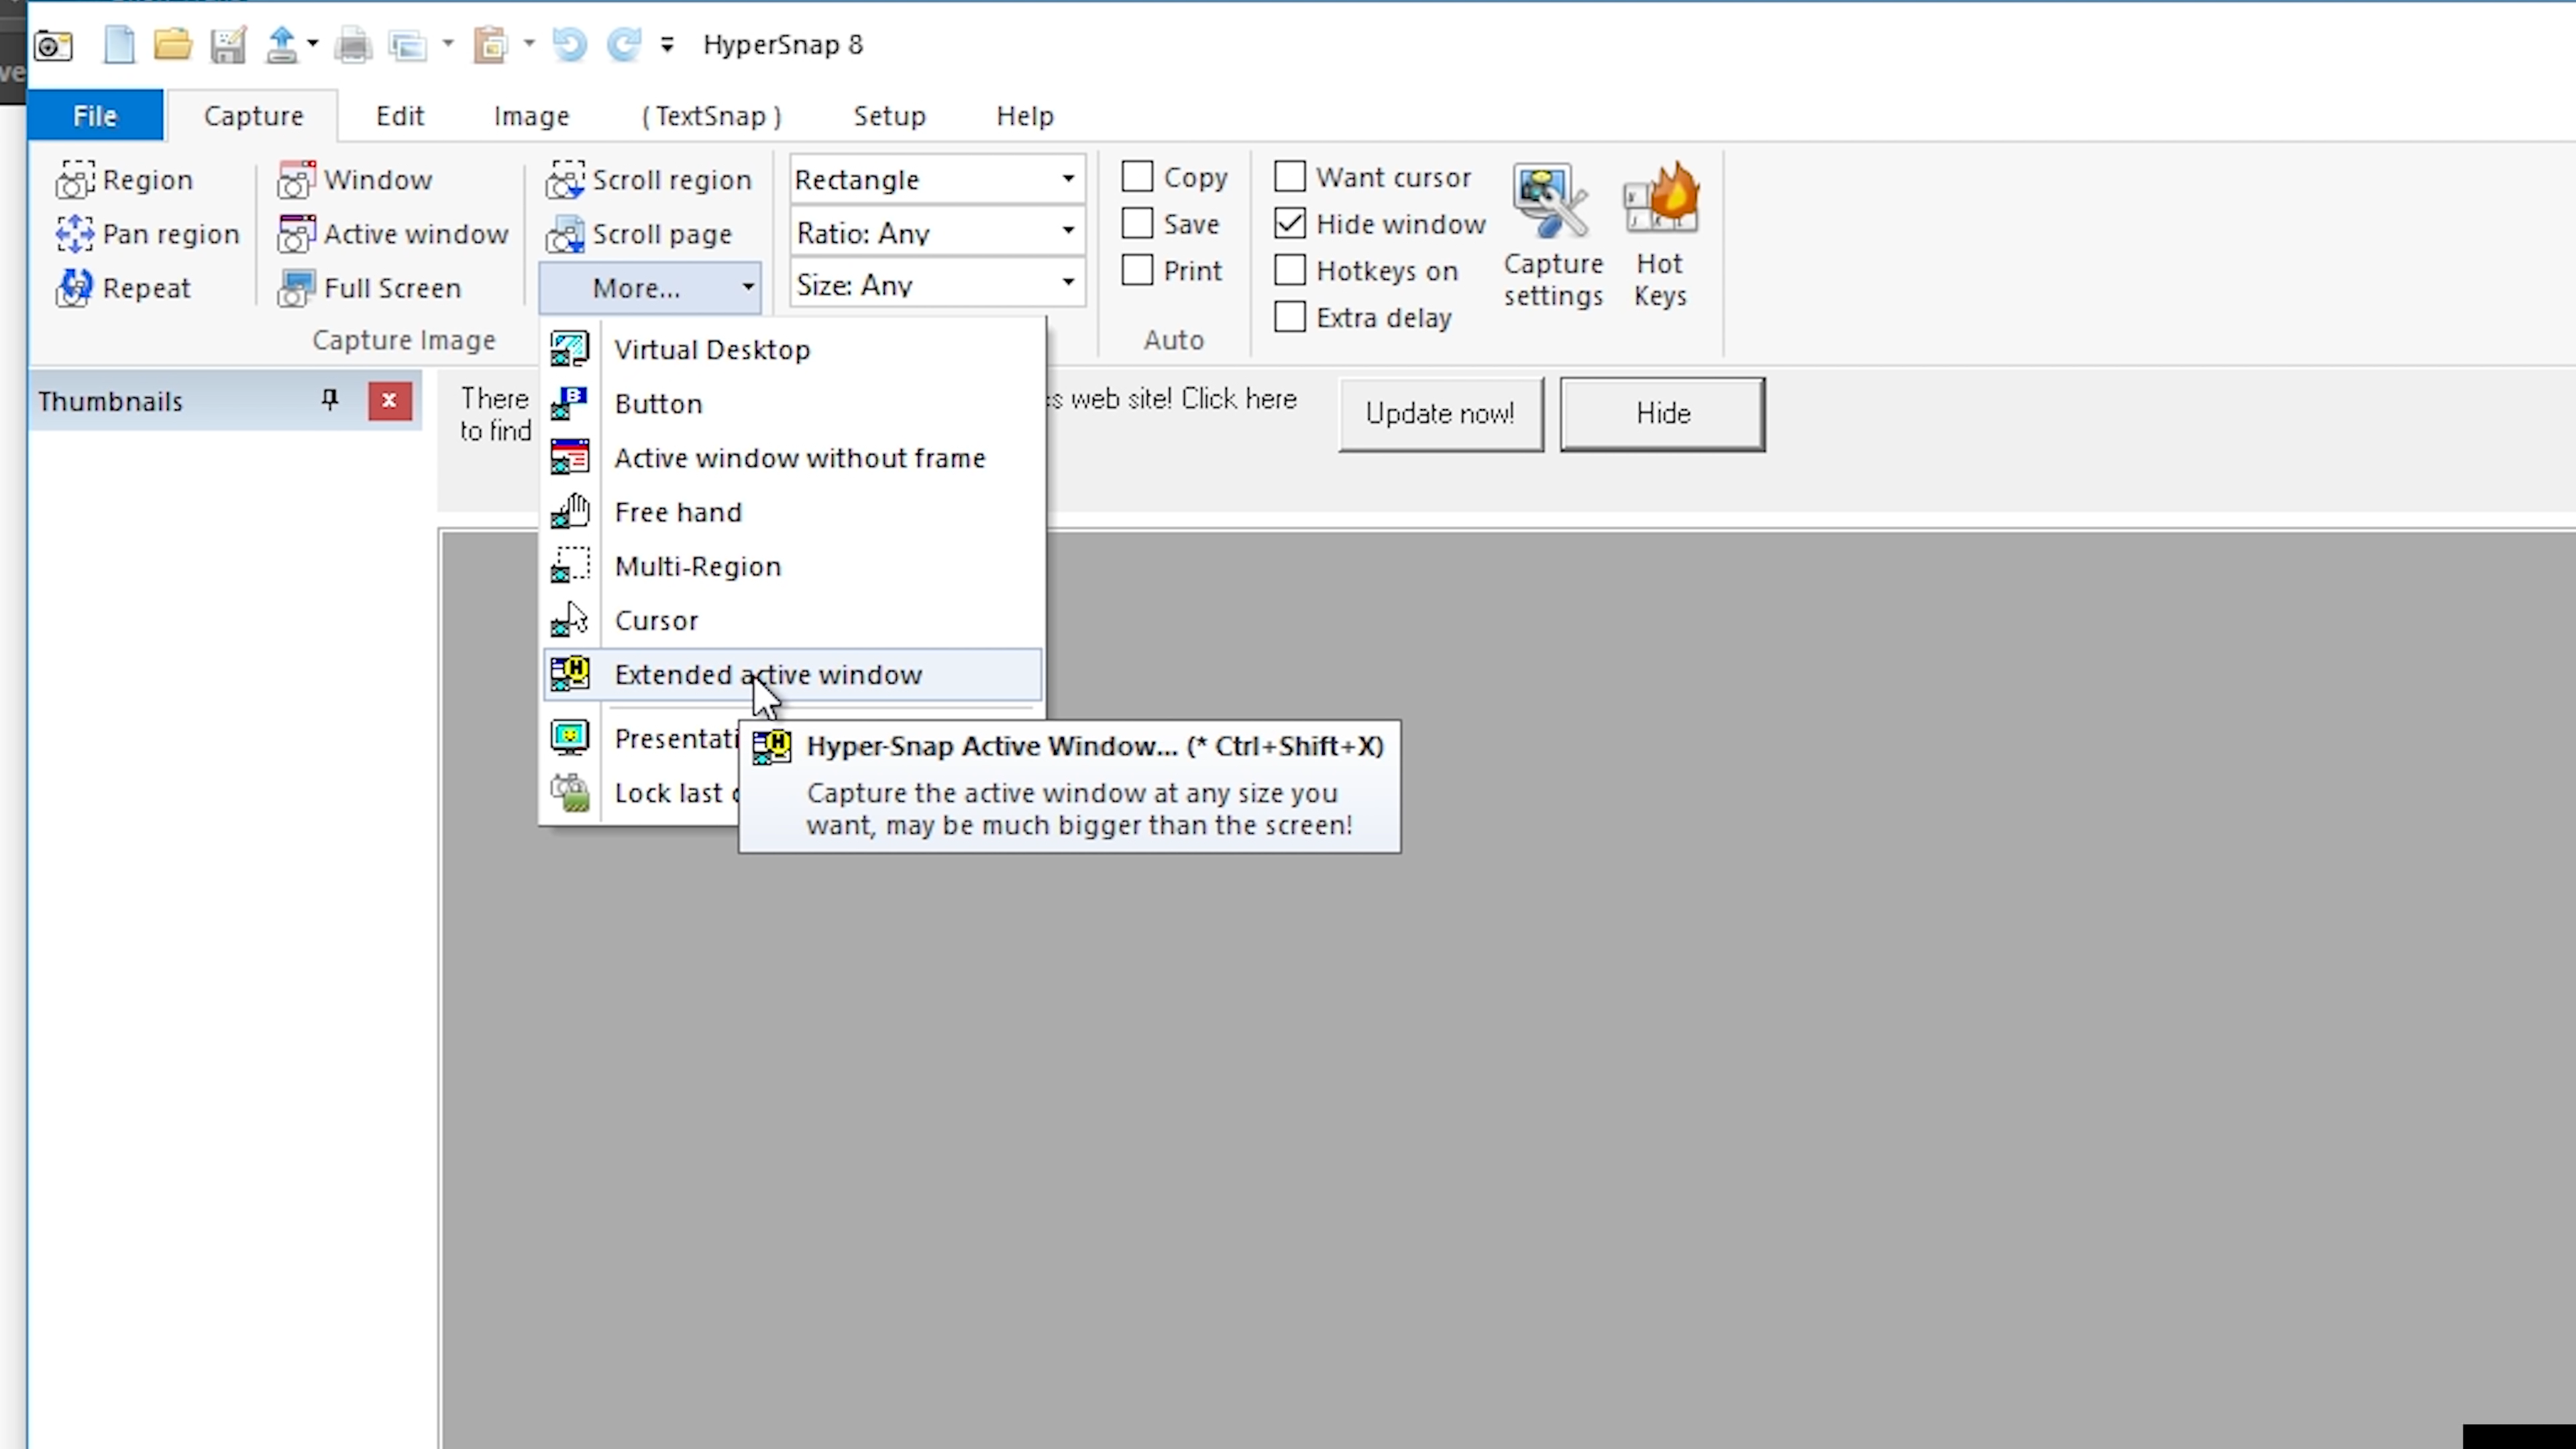 HyperSnap 8
File Capture Edit Image ( TextSnap ) Setup Help
Region Window Scroll region Rectangle Copy Want cursor
Pan region Active window Scroll page Ratio: Any Save Hide window
Repeat Full Screen More... Size: Any Print Hotkeys on
Extra delay
Capture settings
Hot Keys
Capture Image Auto
Thumbnails
There
web site! Click here
to find
Update now! Hide
Virtual Desktop
Button
Active window without frame
Free hand
Multi-Region
Cursor
Extended active window
Presentati
Lock last
Hyper-Snap Active Window... (* Ctrl+Shift+X)
Capture the active window at any size you
want, may be much bigger than the screen!